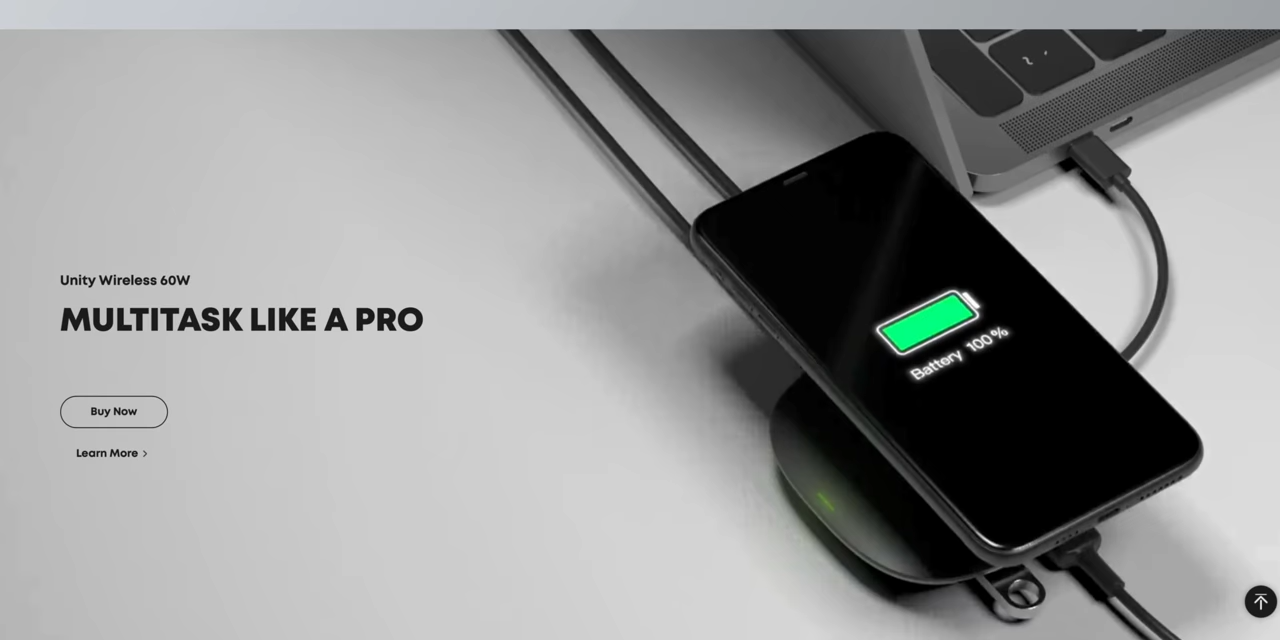 Unity Wireless 60W
MULTITASK LIKE A PRO
Buy Now
Learn More >
Battery 100%